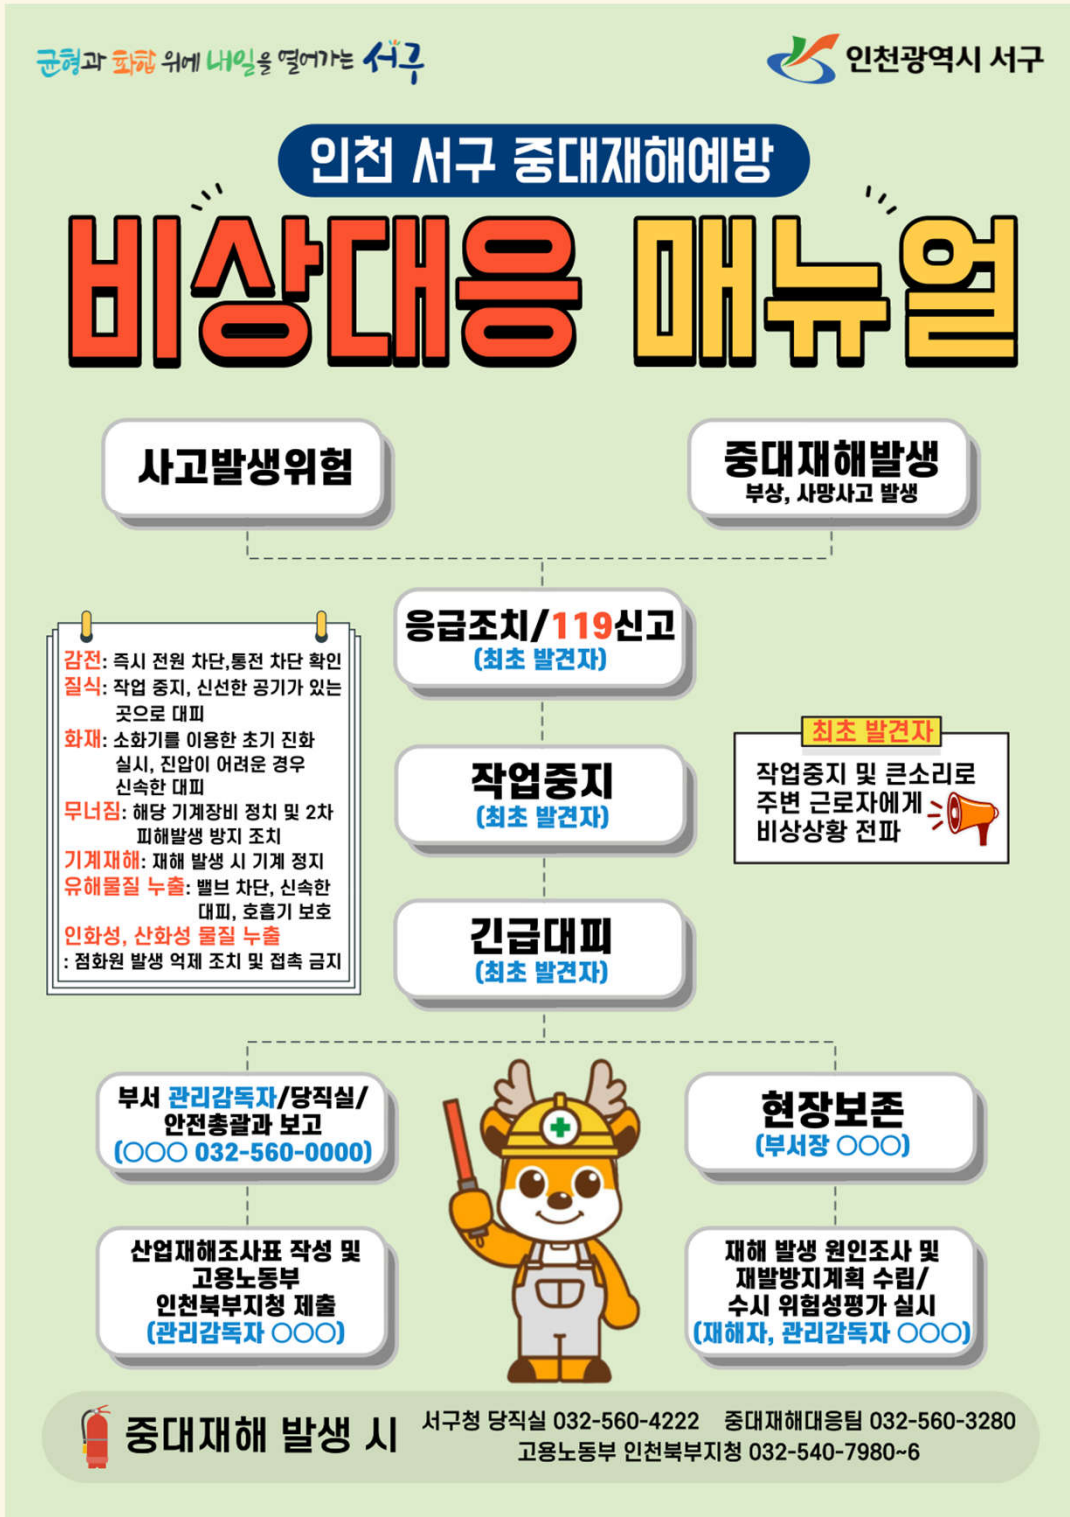 균형과 화합 위에 내일을 열어가는 서구
인천광역시 서구
인천 서구 중대재해예방
비상대응 매뉴얼
사고발생위험
중대재해발생
부상, 사망사고 발생
응급조치/119신고
(최초 발견자)
감전: 즉시 전원 차단,통전 차단 확인
질식: 작업 중지, 신선한 공기가 있는
곳으로 대피
화재: 소화기를 이용한 초기 진화
실시, 진압이 어려운 경우
신속한 대피
무너짐: 해당 기계장비 정치 및 2차
피해발생 방지 조치
기계재해: 재해 발생 시 기계 정지
유해물질 누출: 밸브 차단, 신속한
대피, 호흡기 보호
인화성, 산화성 물질 누출
: 점화원 발생 억제 조치 및 접촉 금지
작업중지
(최초 발견자)
최초 발견자
작업중지 및 큰소리로
주변 근로자에게
비상상황 전파
긴급대피
(최초 발견자)
부서 관리감독자/당직실/
안전총괄과 보고
(○○○ 032-560-0000)
현장보존
(부서장 ○○○)
산업재해조사표 작성 및
고용노동부
인천북부지청 제출
(관리감독자 ○○○)
재해 발생 원인조사 및
재발방지계획 수립/
수시 위험성평가 실시
(재해자, 관리감독자 ○○○)
중대재해 발생 시
서구청 당직실 032-560-4222 중대재해대응팀 032-560-3280
고용노동부 인천북부지청 032-540-7980~6